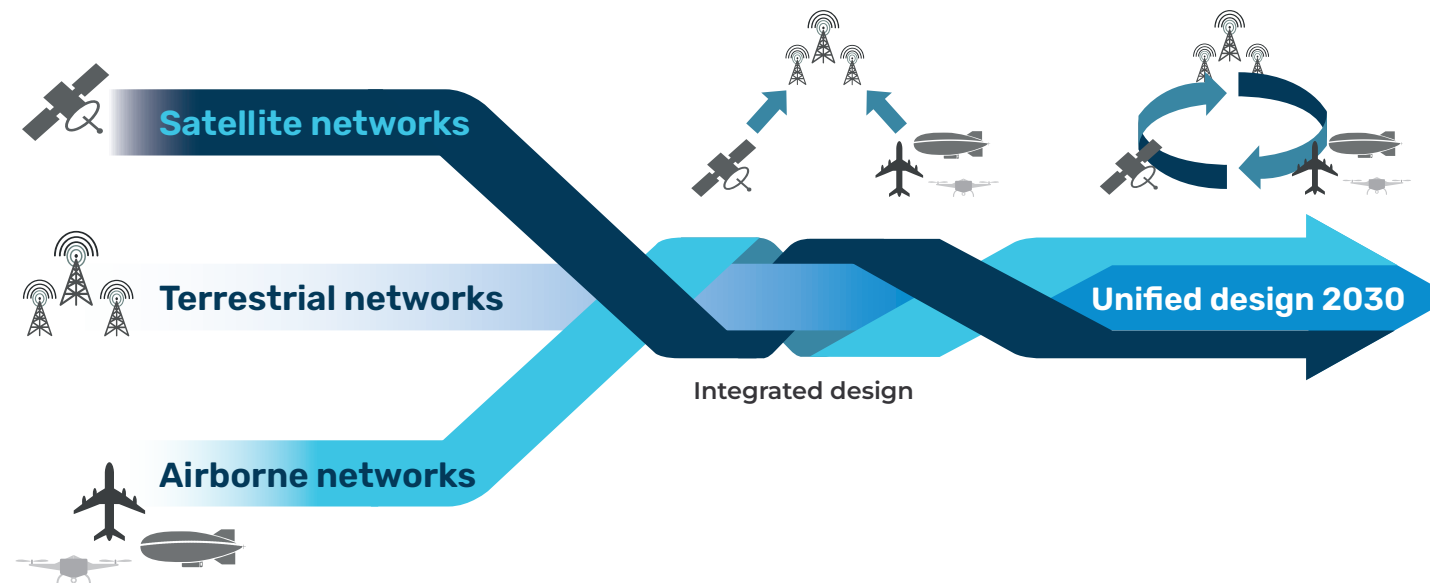 Satellite networks
Terrestrial networks
Unified design 2030
Integrated design
Airborne networks